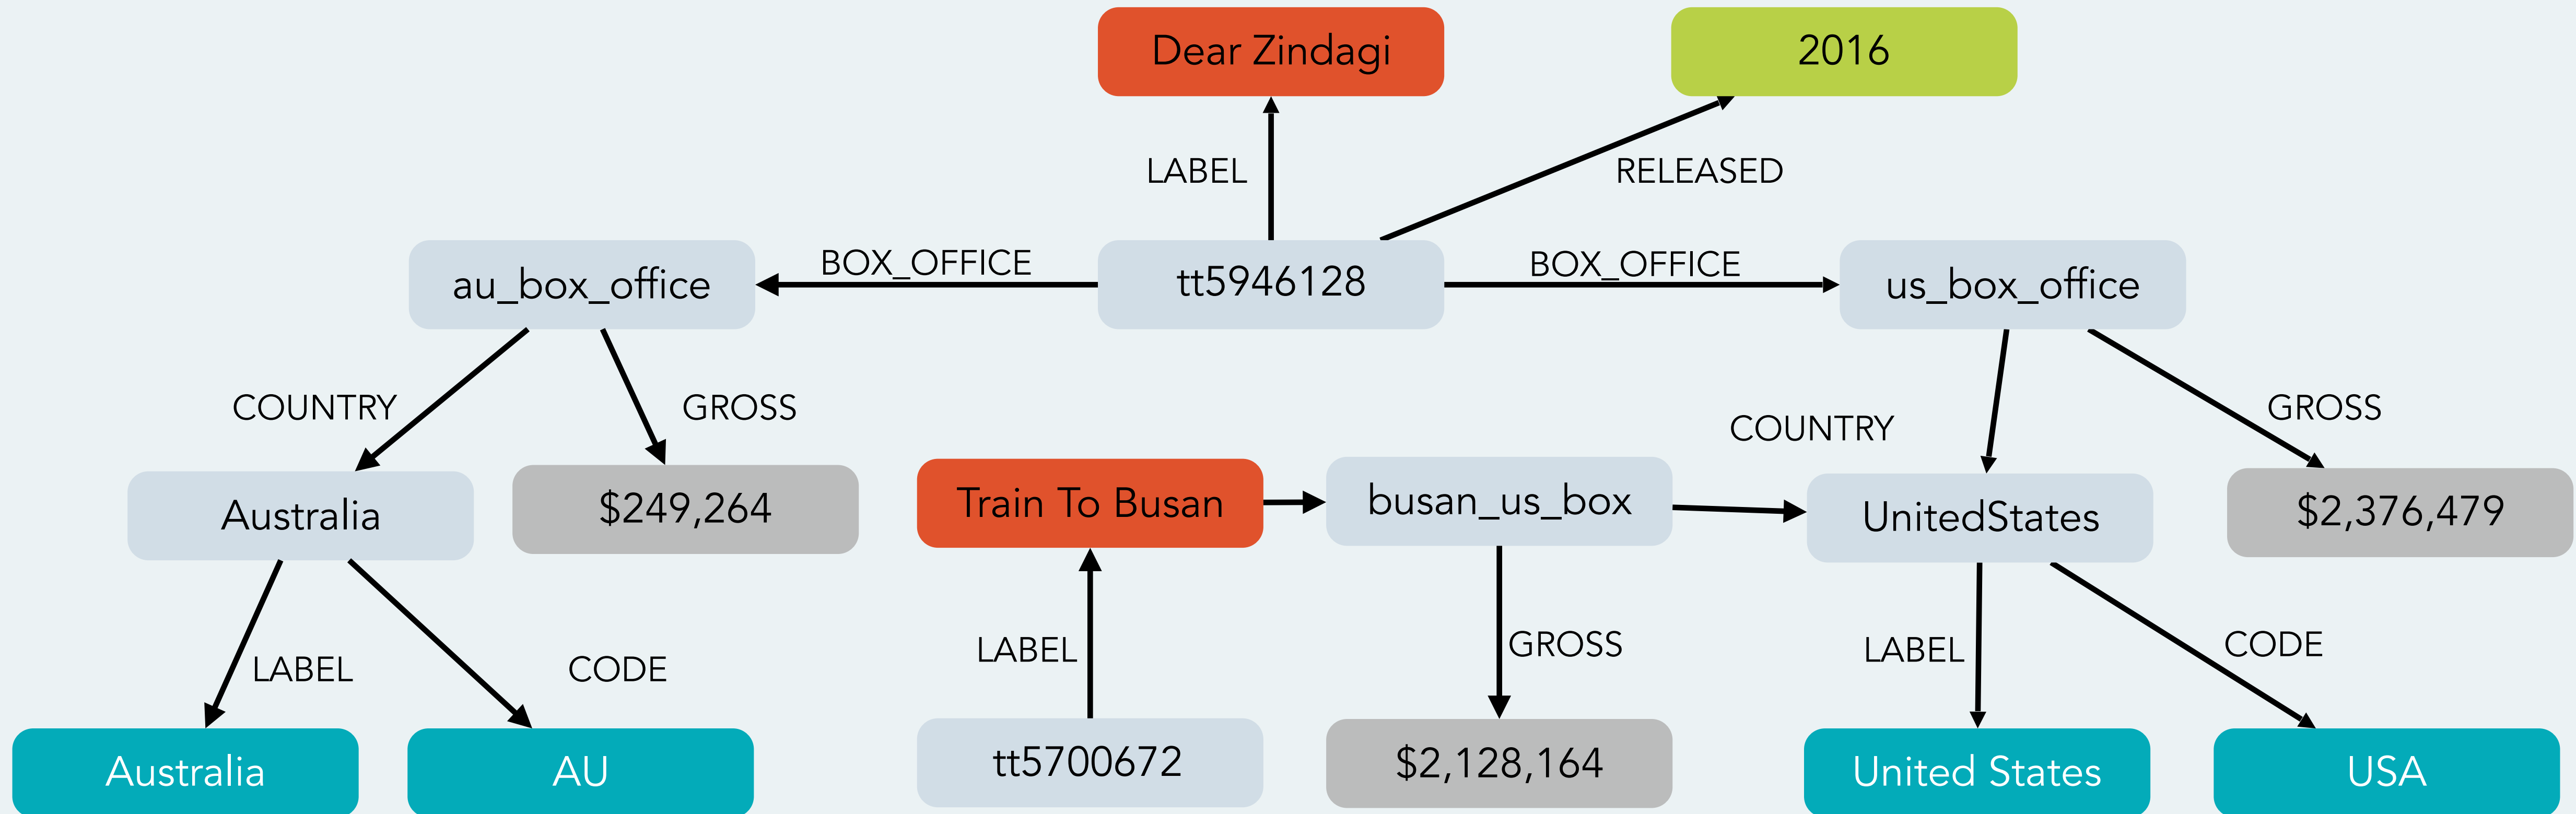 Dear Zindagi
2016
LABEL
RELEASED
au_box_office
BOX_OFFICE
tt5946128
BOX_OFFICE
us_box_office
COUNTRY
GROSS
COUNTRY
GROSS
Australia
$249,264
Train To Busan
busan_us_box
UnitedStates
$2,376,479
LABEL
CODE
LABEL
GROSS
LABEL
CODE
Australia
AU
tt5700672
$2,128,164
United States
USA